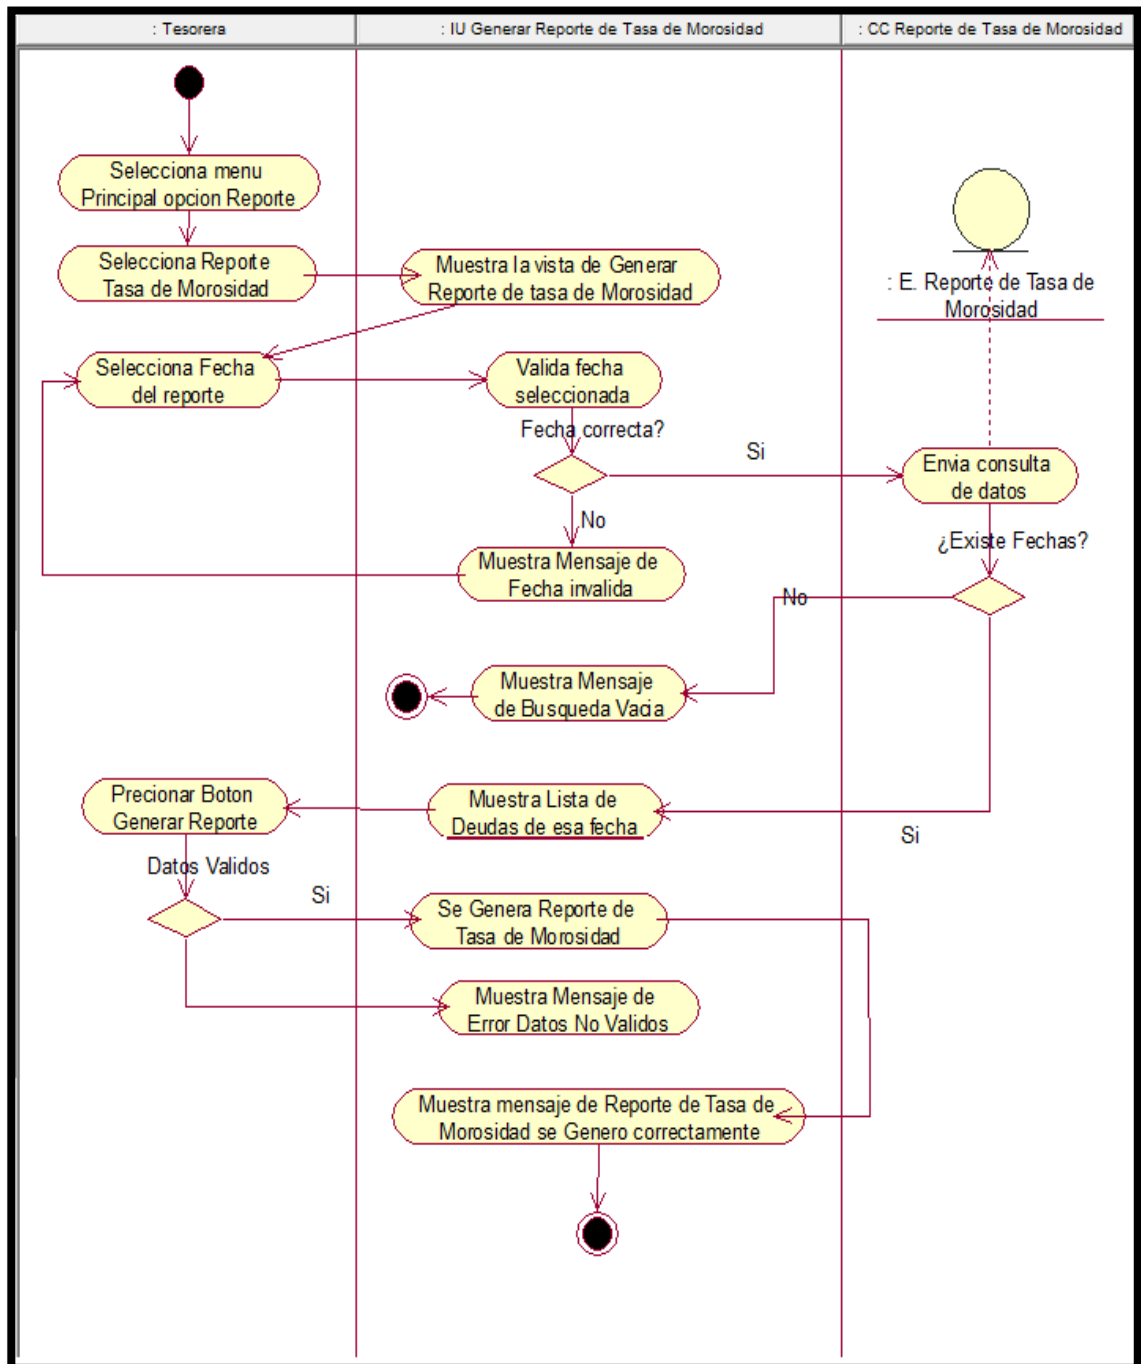 : Tesorera
: IU Generar Reporte de Tasa de Morosidad
: CC Reporte de Tasa de Morosidad
Selecciona menu
Principal opcion Reporte
Selecciona Reporte
Tasa de Morosidad
Muestra la vista de Generar
Reporte de tasa de Morosidad
: E. Reporte de Tasa de
Morosidad
Selecciona Fecha
del reporte
Valida fecha
seleccionada
Fecha correcta?
Si
Envia consulta
de datos
No
¿Existe Fechas?
Muestra Mensaje de
Fecha invalida
No
Muestra Mensaje
de Busqueda Vacia
Precionar Boton
Generar Reporte
Muestra Lista de
Deudas de esa fecha
Si
Datos Validos
Si
Se Genera Reporte de
Tasa de Morosidad
Muestra Mensaje de
Error Datos No Validos
Muestra mensaje de Reporte de Tasa de
Morosidad se Genero correctamente